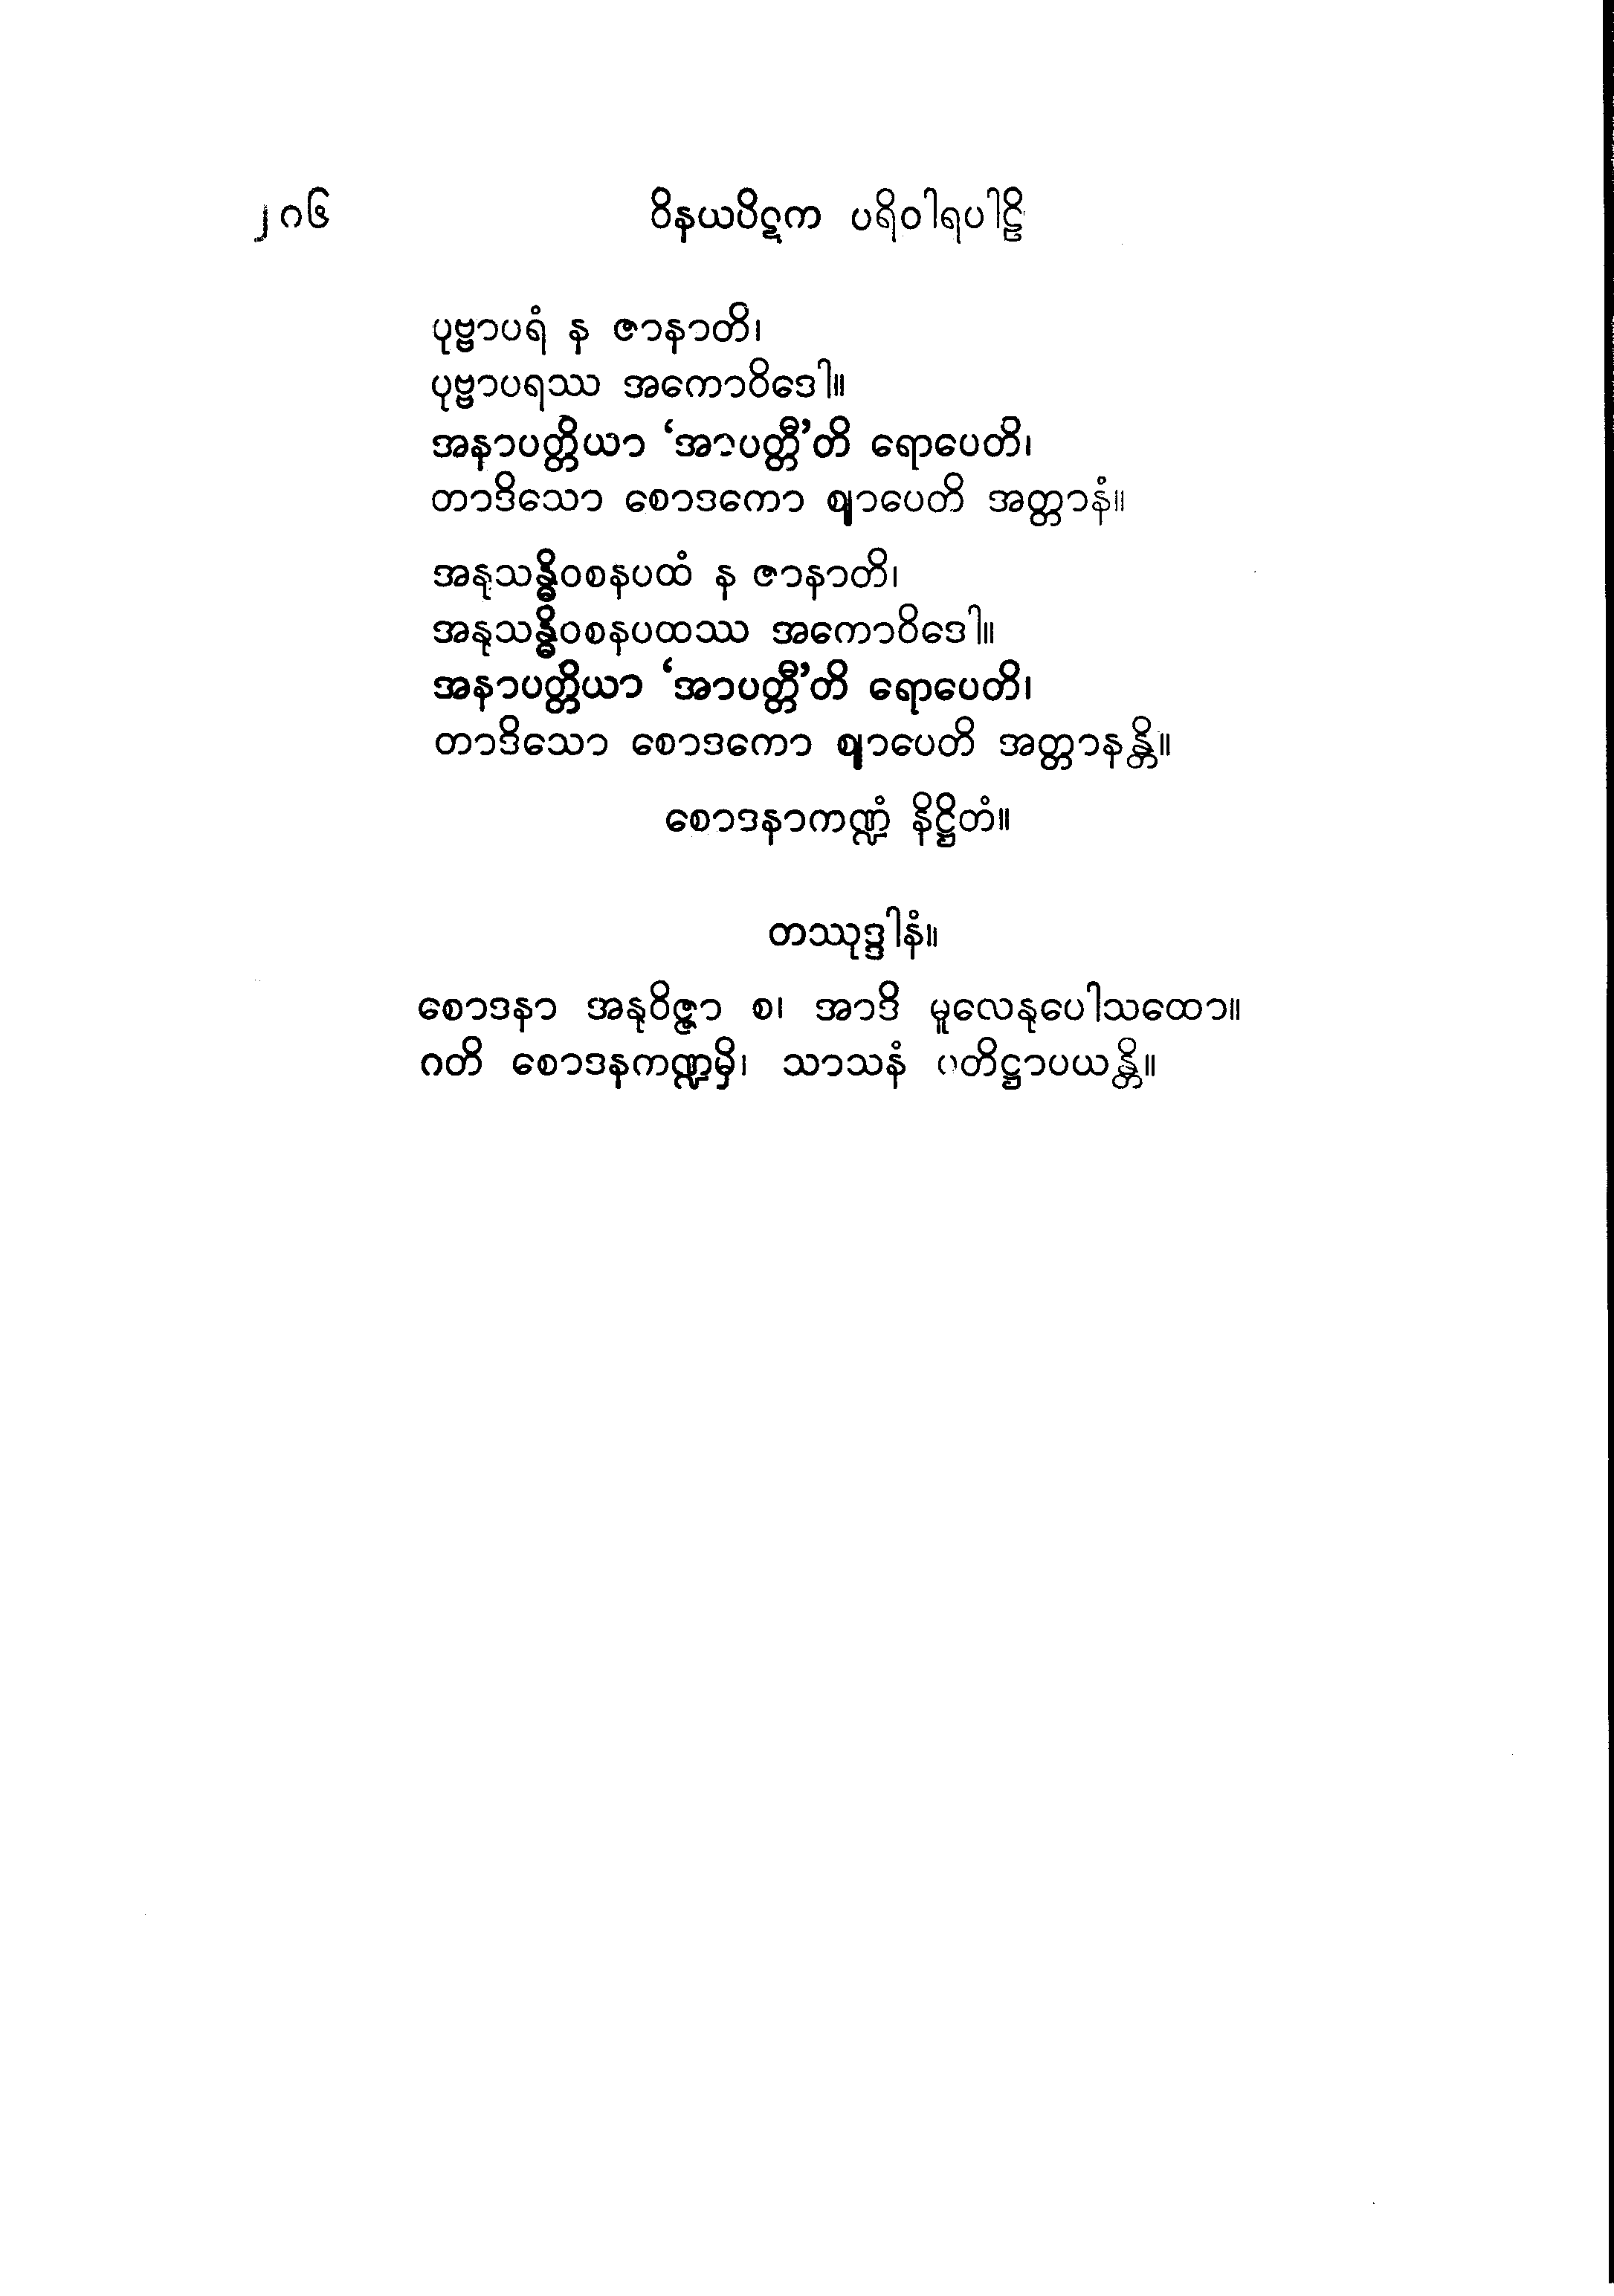 ၂၈၆ ဝိနယပိဋက ပရိဝါရပါဠိ
ပုဗ္ဗာပရံ န ဇာနာတိ၊
ပုဗ္ဗာပရဿ အကောဝိဒေါ။
အနာပတ္တိယာ ‘အာပတ္တီ’တိ ရောပေတိ၊
တာဒိသော စောဒကော ဈာပေတိ အတ္တာနံ။
အနုသန္ဓိဝစနပထံ န ဇာနာတိ၊
အနုသန္ဓိဝစနပထဿ အကောဝိဒေါ။
အနာပတ္တိယာ ‘အာပတ္တီ’တိ ရောပေတိ၊
တာဒိသော စောဒကော ဈာပေတိ အတ္တာနန္တိ။
စောဒနာကဏ္ဍံ နိဋ္ဌိတံ။
တဿုဒ္ဒါနံ။
စောဒနာ အနုဝိဇ္ဇာ စ၊ အာဒိ မူလေနုပေါသထော။
ဂတိ စောဒနကဏ္ဍမှိ၊ သာသနံ ပတိဋ္ဌာပယန္တိ။